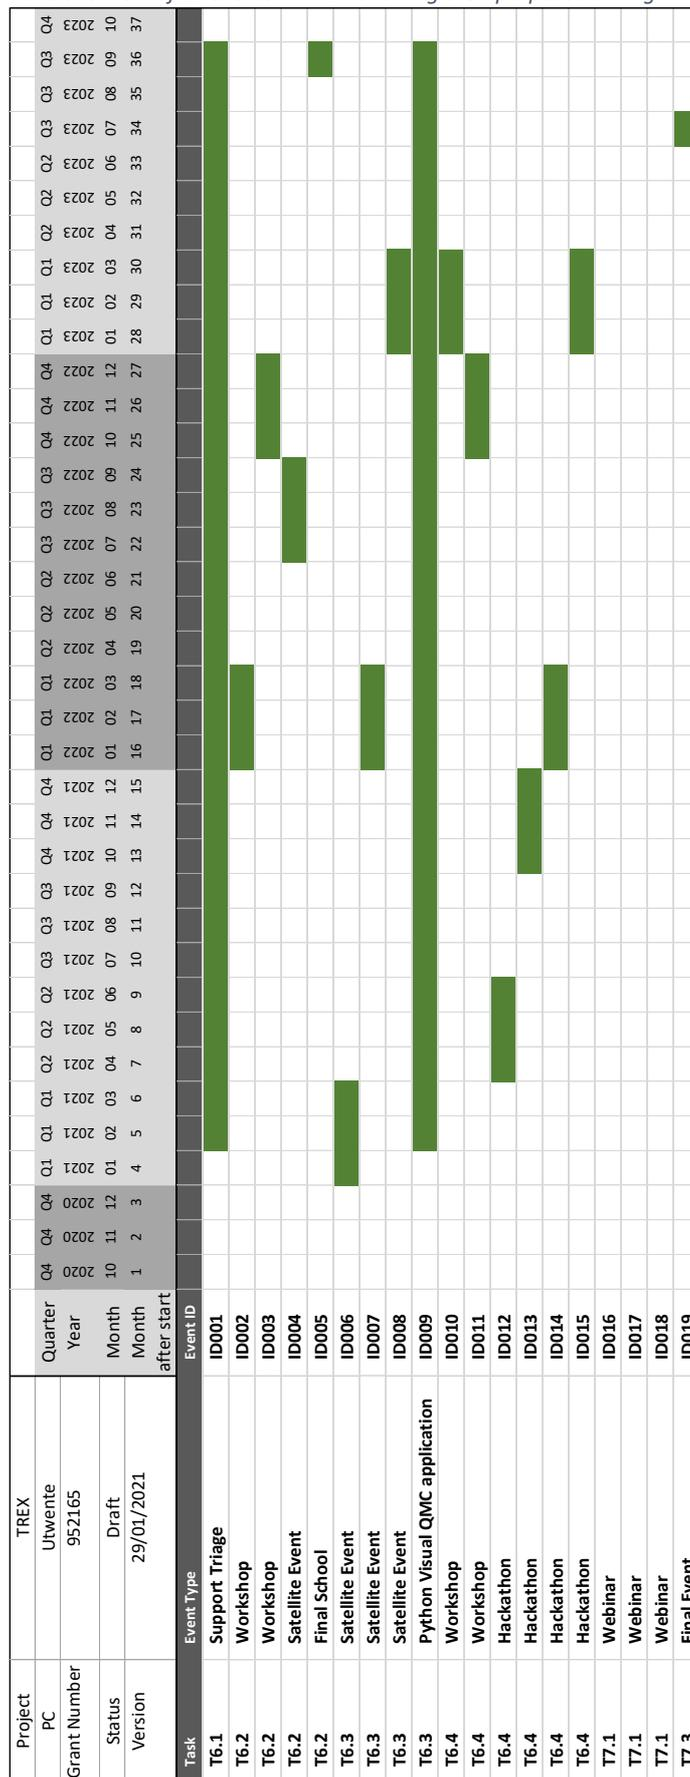 Project TREX
PC Utwente Quarter Q4 Q4 Q4 Q1 Q1 Q1 Q2 Q2 Q2 Q3 Q3 Q3 Q4 Q4 Q4 Q1 Q1 Q1 Q2 Q2 Q2 Q3 Q3 Q3 Q4 Q4 Q4 Q1 Q1 Q1 Q2 Q2 Q2 Q3 Q3 Q3 Q4
Grant Number 952165 Year 2020 2020 2020 2021 2021 2021 2021 2021 2021 2021 2021 2021 2021 2021 2021 2022 2022 2022 2022 2022 2022 2022 2022 2022 2022 2022 2022 2023 2023 2023 2023 2023 2023 2023 2023 2023 2023
Status Draft Month 10 11 12 01 02 03 04 05 06 07 08 09 10 11 12 01 02 03 04 05 06 07 08 09 10 11 12 01 02 03 04 05 06 07 08 09 10
Version 29/01/2021 Month 1 2 3 4 5 6 7 8 9 10 11 12 13 14 15 16 17 18 19 20 21 22 23 24 25 26 27 28 29 30 31 32 33 34 35 36 37
after start
Task Event Type Event ID
T6.1 Support Triage ID001
T6.2 Workshop ID002
T6.2 Workshop ID003
T6.2 Satellite Event ID004
T6.2 Final School ID005
T6.3 Satellite Event ID006
T6.3 Satellite Event ID007
T6.3 Satellite Event ID008
T6.3 Python Visual QMC application ID009
T6.4 Workshop ID010
T6.4 Workshop ID011
T6.4 Hackathon ID012
T6.4 Hackathon ID013
T6.4 Hackathon ID014
T6.4 Hackathon ID015
T7.1 Webinar ID016
T7.1 Webinar ID017
T7.1 Webinar ID018
T7.3 Final Event ID019